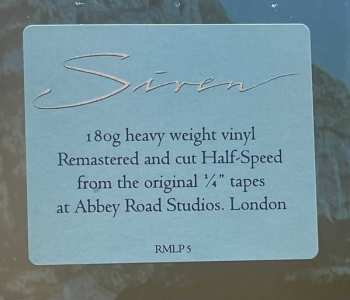 Siren
180g heavy weight vinyl
Remastered and cut Half-Speed
from the original ¼" tapes
at Abbey Road Studios. London
RMLP 5